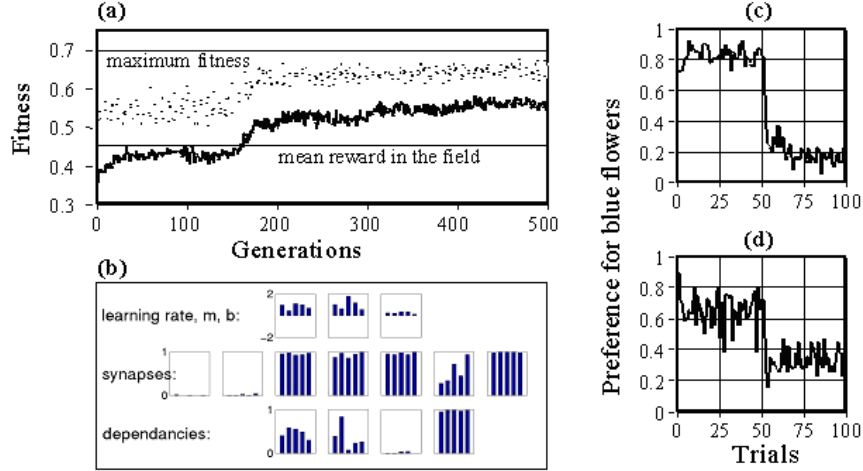 (a)
Fitness
0.7
0.6
0.5
0.4
0.3
maximum fitness
mean reward in the field
0 100 200 300 400 500
Generations
(b)
learning rate, m, b:
2
-2
synapses:
1
0
dependancies:
1
0
Preference for blue flowers
(c)
1
0.8
0.6
0.4
0.2
0
0 25 50 75 100
(d)
1
0.8
0.6
0.4
0.2
0
0 25 50 75 100
Trials